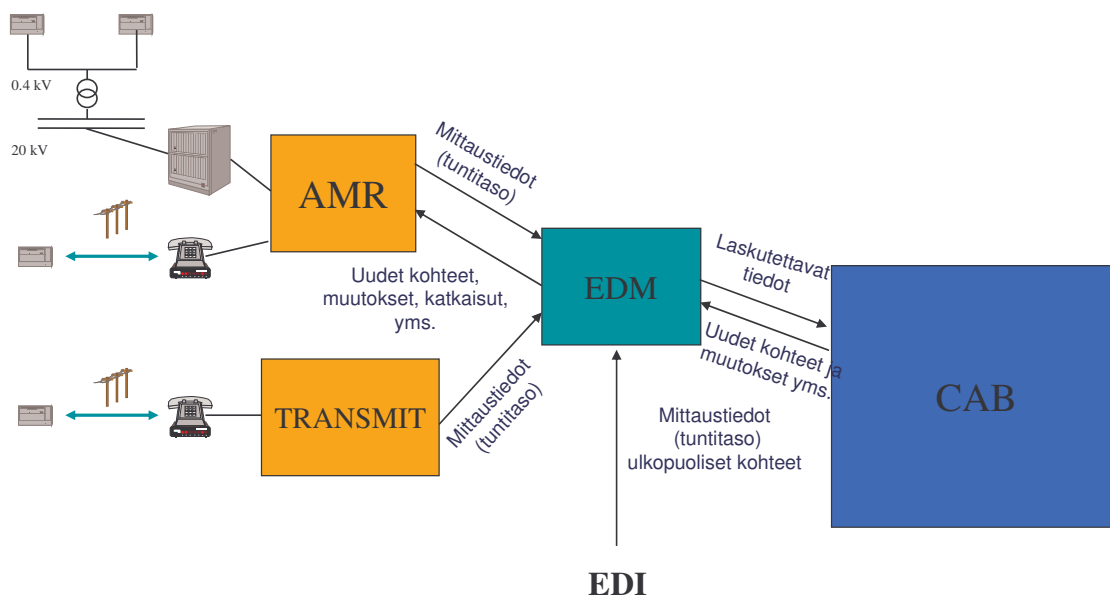 0.4 kV
20 kV
AMR
Mittaustiedot
(tuntitaso)
Uudet kohteet,
muutokset, katkaisut,
yms.
EDM
Laskutettavat
tiedot
Uudet kohteet ja
muutokset yms.
CAB
TRANSMIT
Mittaustiedot
(tuntitaso)
Mittaustiedot
(tuntitaso)
ulkopuoliset kohteet
EDI